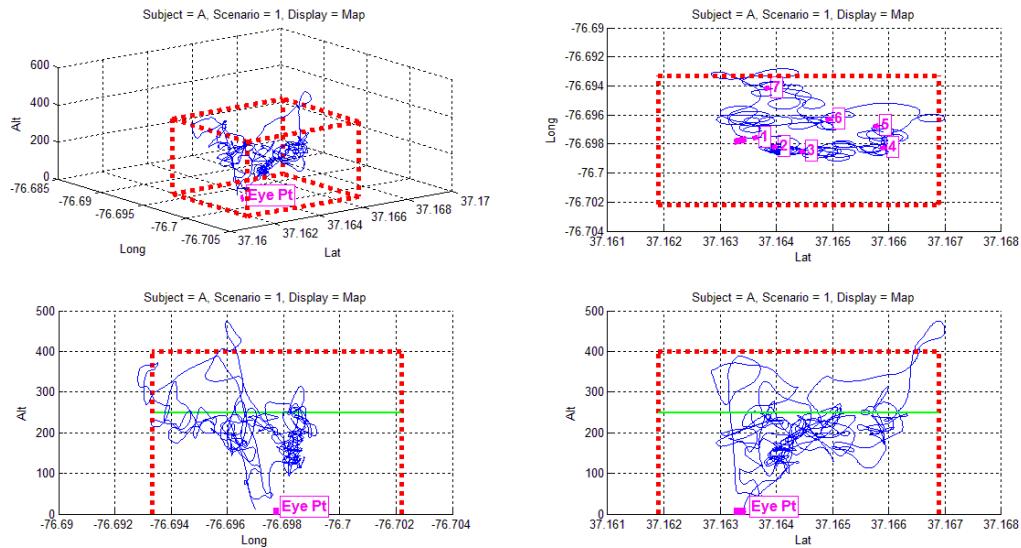 Subject = A, Scenario = 1, Display = Map
600
400
200
0
Alt
-76.685
-76.69
-76.695
-76.7
-76.705
Long
37.16
37.162
37.164
37.166
37.168
37.17
Lat
Eye Pt
Subject = A, Scenario = 1, Display = Map
-76.69
-76.692
-76.694
-76.696
-76.698
-76.7
-76.702
-76.704
Long
7
6
5
1
2
3
4
37.161 37.162 37.163 37.164 37.165 37.166 37.167 37.168
Lat
Subject = A, Scenario = 1, Display = Map
500
400
300
200
100
0
Alt
Eye Pt
-76.69 -76.692 -76.694 -76.696 -76.698 -76.7 -76.702 -76.704
Long
Subject = A, Scenario = 1, Display = Map
500
400
300
200
100
0
Alt
Eye Pt
37.161 37.162 37.163 37.164 37.165 37.166 37.167 37.168
Lat